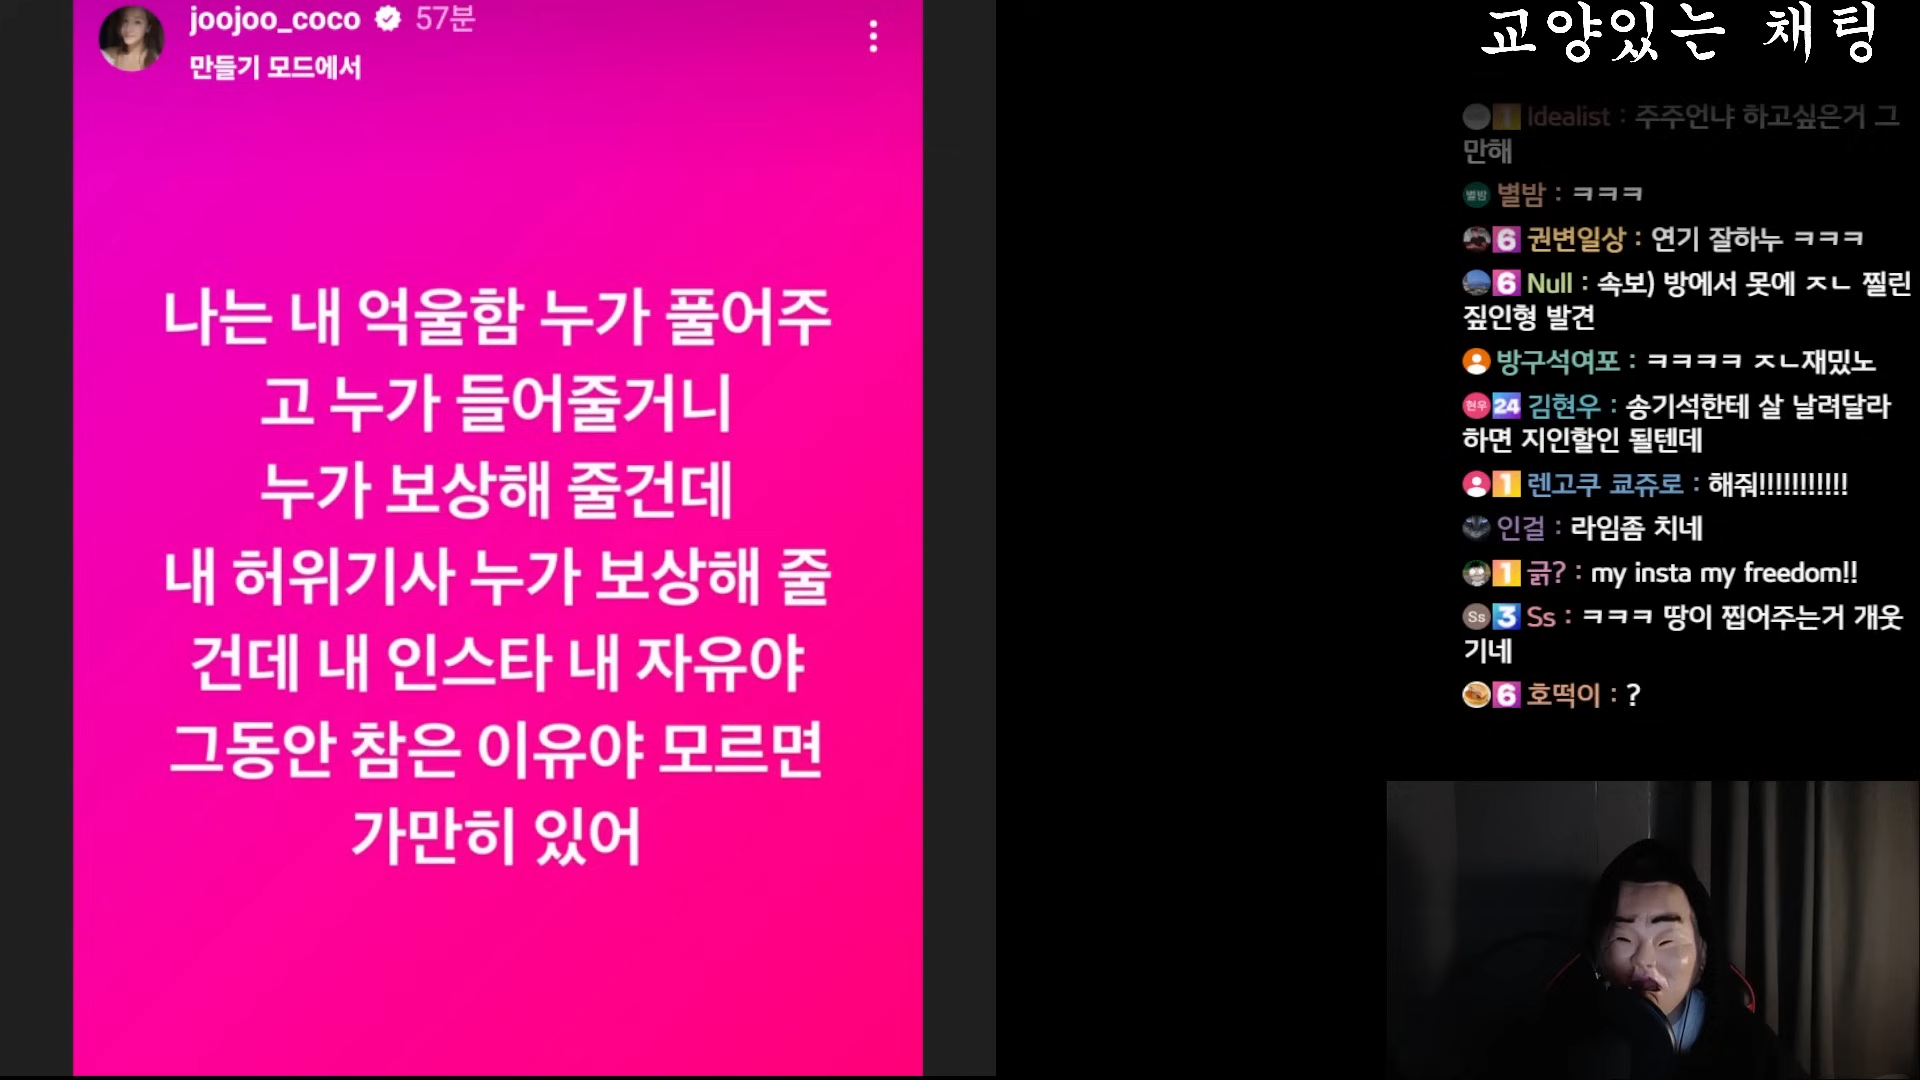 joojoo_coco 57분
만들기 모드에서
나는 내 억울함 누가 풀어주
고 누가 들어줄거니
누가 보상해 줄건데
내 허위기사 누가 보상해 줄
건데 내 인스타 내 자유야
그동안 참은 이유야 모르면
가만히 있어
교양있는 채팅
1 Idealist : 주주언냐 하고싶은거 그
만해
별밤 별밤 : ㅋㅋㅋ
6 권변일상 : 연기 잘하누 ㅋㅋㅋ
6 Null : 속보) 방에서 못에 ㅈㄴ 찔린
짚인형 발견
방구석여포 : ㅋㅋㅋㅋ ㅈㄴ재밌노
현우 24 김현우 : 송기석한테 살 날려달라
하면 지인할인 될텐데
1 렌고쿠 쿄쥬로 : 해줘!!!!!!!!!!!
인걸 : 라임좀 치네
1 긁? : my insta my freedom!!
Ss 3 Ss : ㅋㅋㅋ 땅이 찝어주는거 개웃
기네
6 호떡이 : ?